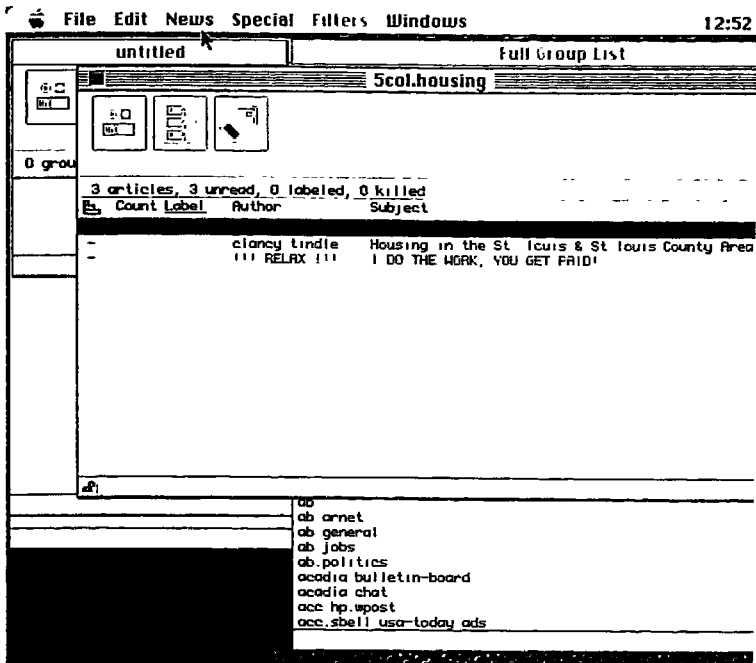 File Edit News Special Filters Windows 12:52
untitled
Full Group List
5col.housing
0 grou
3 articles, 3 unread, 0 labeled, 0 killed
Count Label Author Subject
- clancy tindle Housing in the St louis & St louis County Area
- !!! RELAX !!! I DO THE WORK, YOU GET PAID!
ab
ab arnet
ab general
ab jobs
ab.politics
acadia bulletin-board
acadia chat
acc hp.wpost
acc.sbell usa-today ads